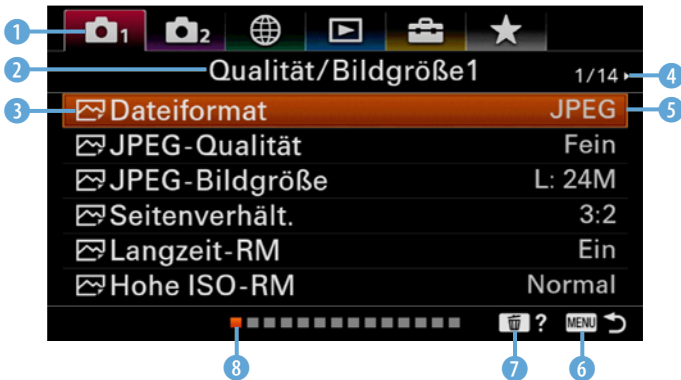 1 2
1
2 Qualität/Bildgröße1 1/14 4
3 Dateiformat JPEG 5
JPEG-Qualität Fein
JPEG-Bildgröße L: 24M
Seitenverhält. 3:2
Langzeit-RM Ein
Hohe ISO-RM Normal
? MENU
8 7 6